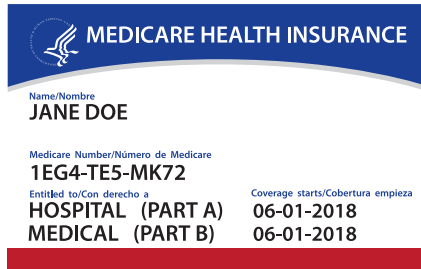 MEDICARE HEALTH INSURANCE
Name/Nombre
JANE DOE
Medicare Number/Número de Medicare
1EG4-TE5-MK72
Entitled to/Con derecho a Coverage starts/Cobertura empieza
HOSPITAL (PART A) 06-01-2018
MEDICAL (PART B) 06-01-2018